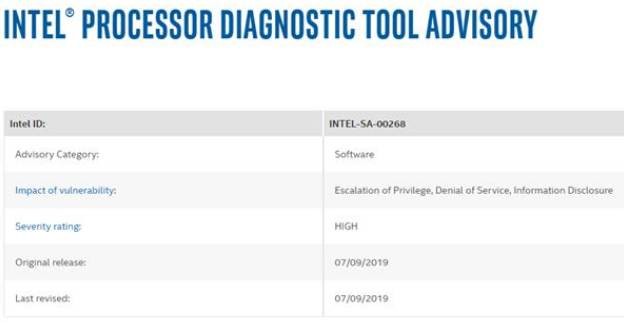 INTEL® PROCESSOR DIAGNOSTIC TOOL ADVISORY
Intel ID: INTEL-SA-00268
Advisory Category: Software
Impact of vulnerability: Escalation of Privilege, Denial of Service, Information Disclosure
Severity rating: HIGH
Original release: 07/09/2019
Last revised: 07/09/2019